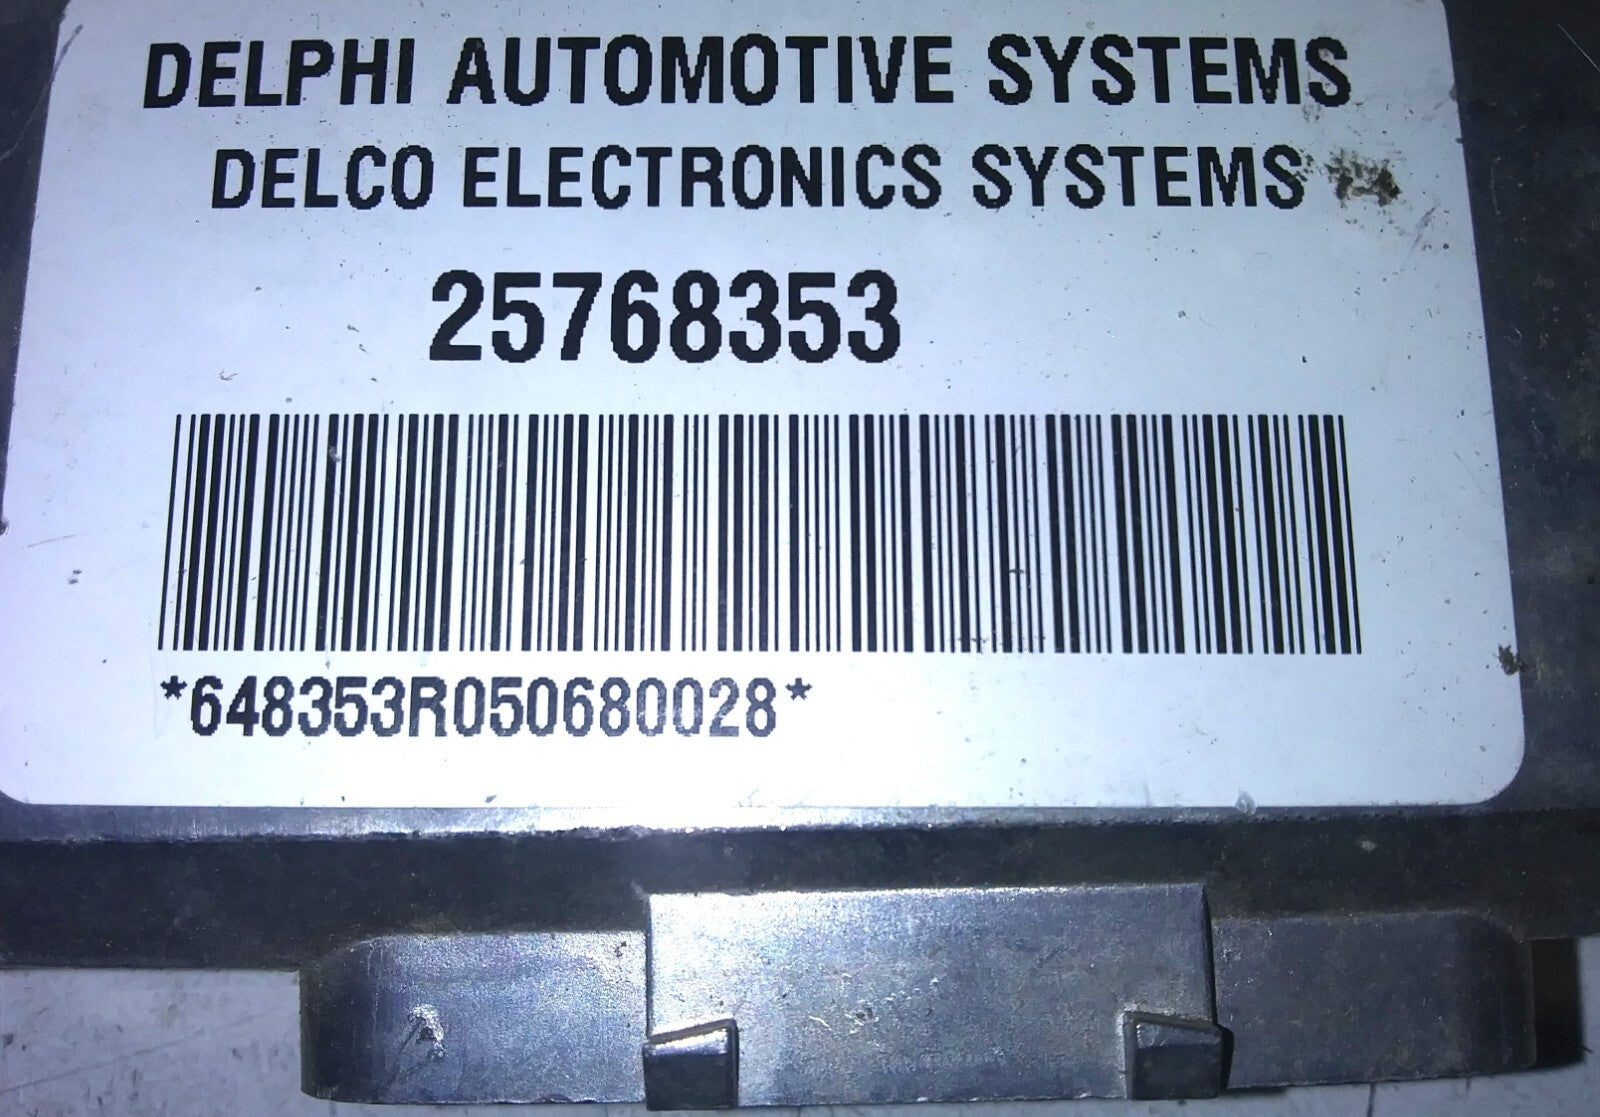 DELPHI AUTOMOTIVE SYSTEMS
DELCO ELECTRONICS SYSTEMS
25768353
*648353R050680028*